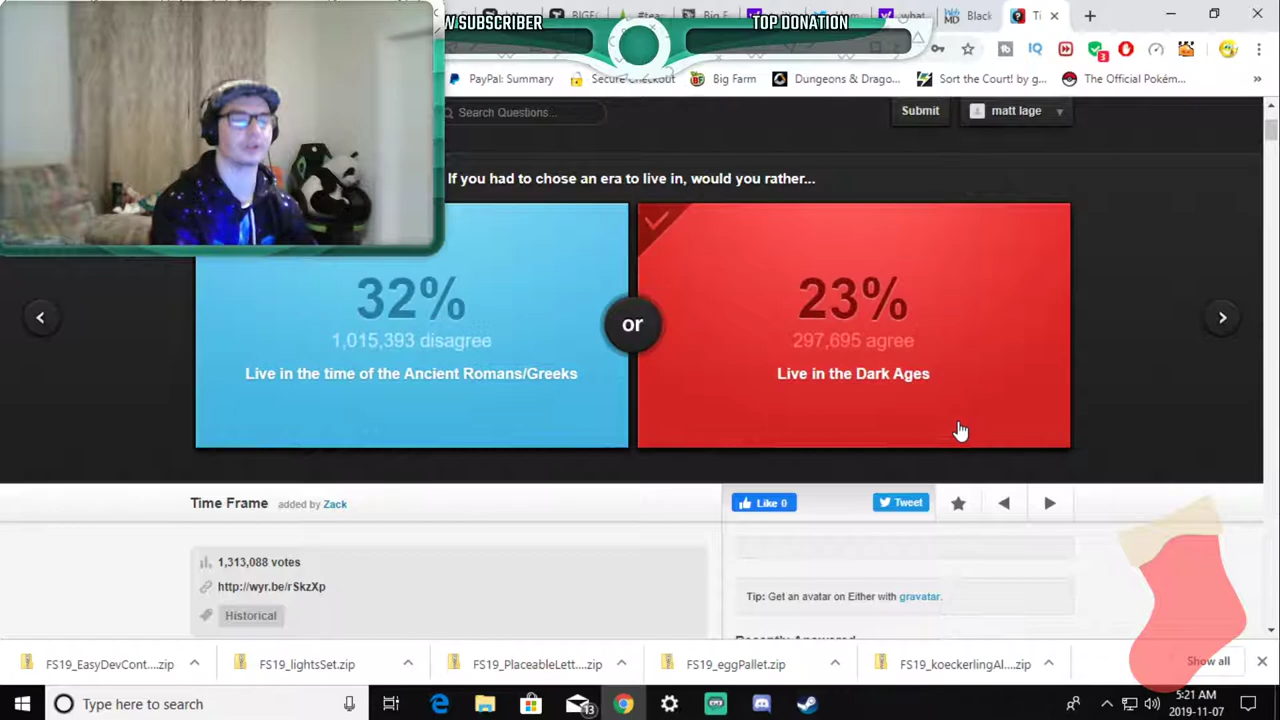 W SUBSCRIBER
TOP DONATION
Black
Ti
PayPal: Summary
Secure Checkout
Big Farm
Dungeons & Drago...
Sort the Court! by g...
The Official Pokém...
»
Search Questions...
Submit
matt lage
If you had to chose an era to live in, would you rather...
32%
1,015,393 disagree
Live in the time of the Ancient Romans/Greeks
or
23%
297,695 agree
Live in the Dark Ages
Time Frame added by Zack
Like 0
Tweet
1,313,088 votes
http://wyr.be/rSkzXp
Historical
Tip: Get an avatar on Either with gravatar.
Recently Answered
FS19_EasyDevCont....zip
FS19_lightsSet.zip
FS19_PlaceableLett....zip
FS19_eggPallet.zip
FS19_koeckerlingAl....zip
Show all
Type here to search
13
5:21 AM
2019-11-07